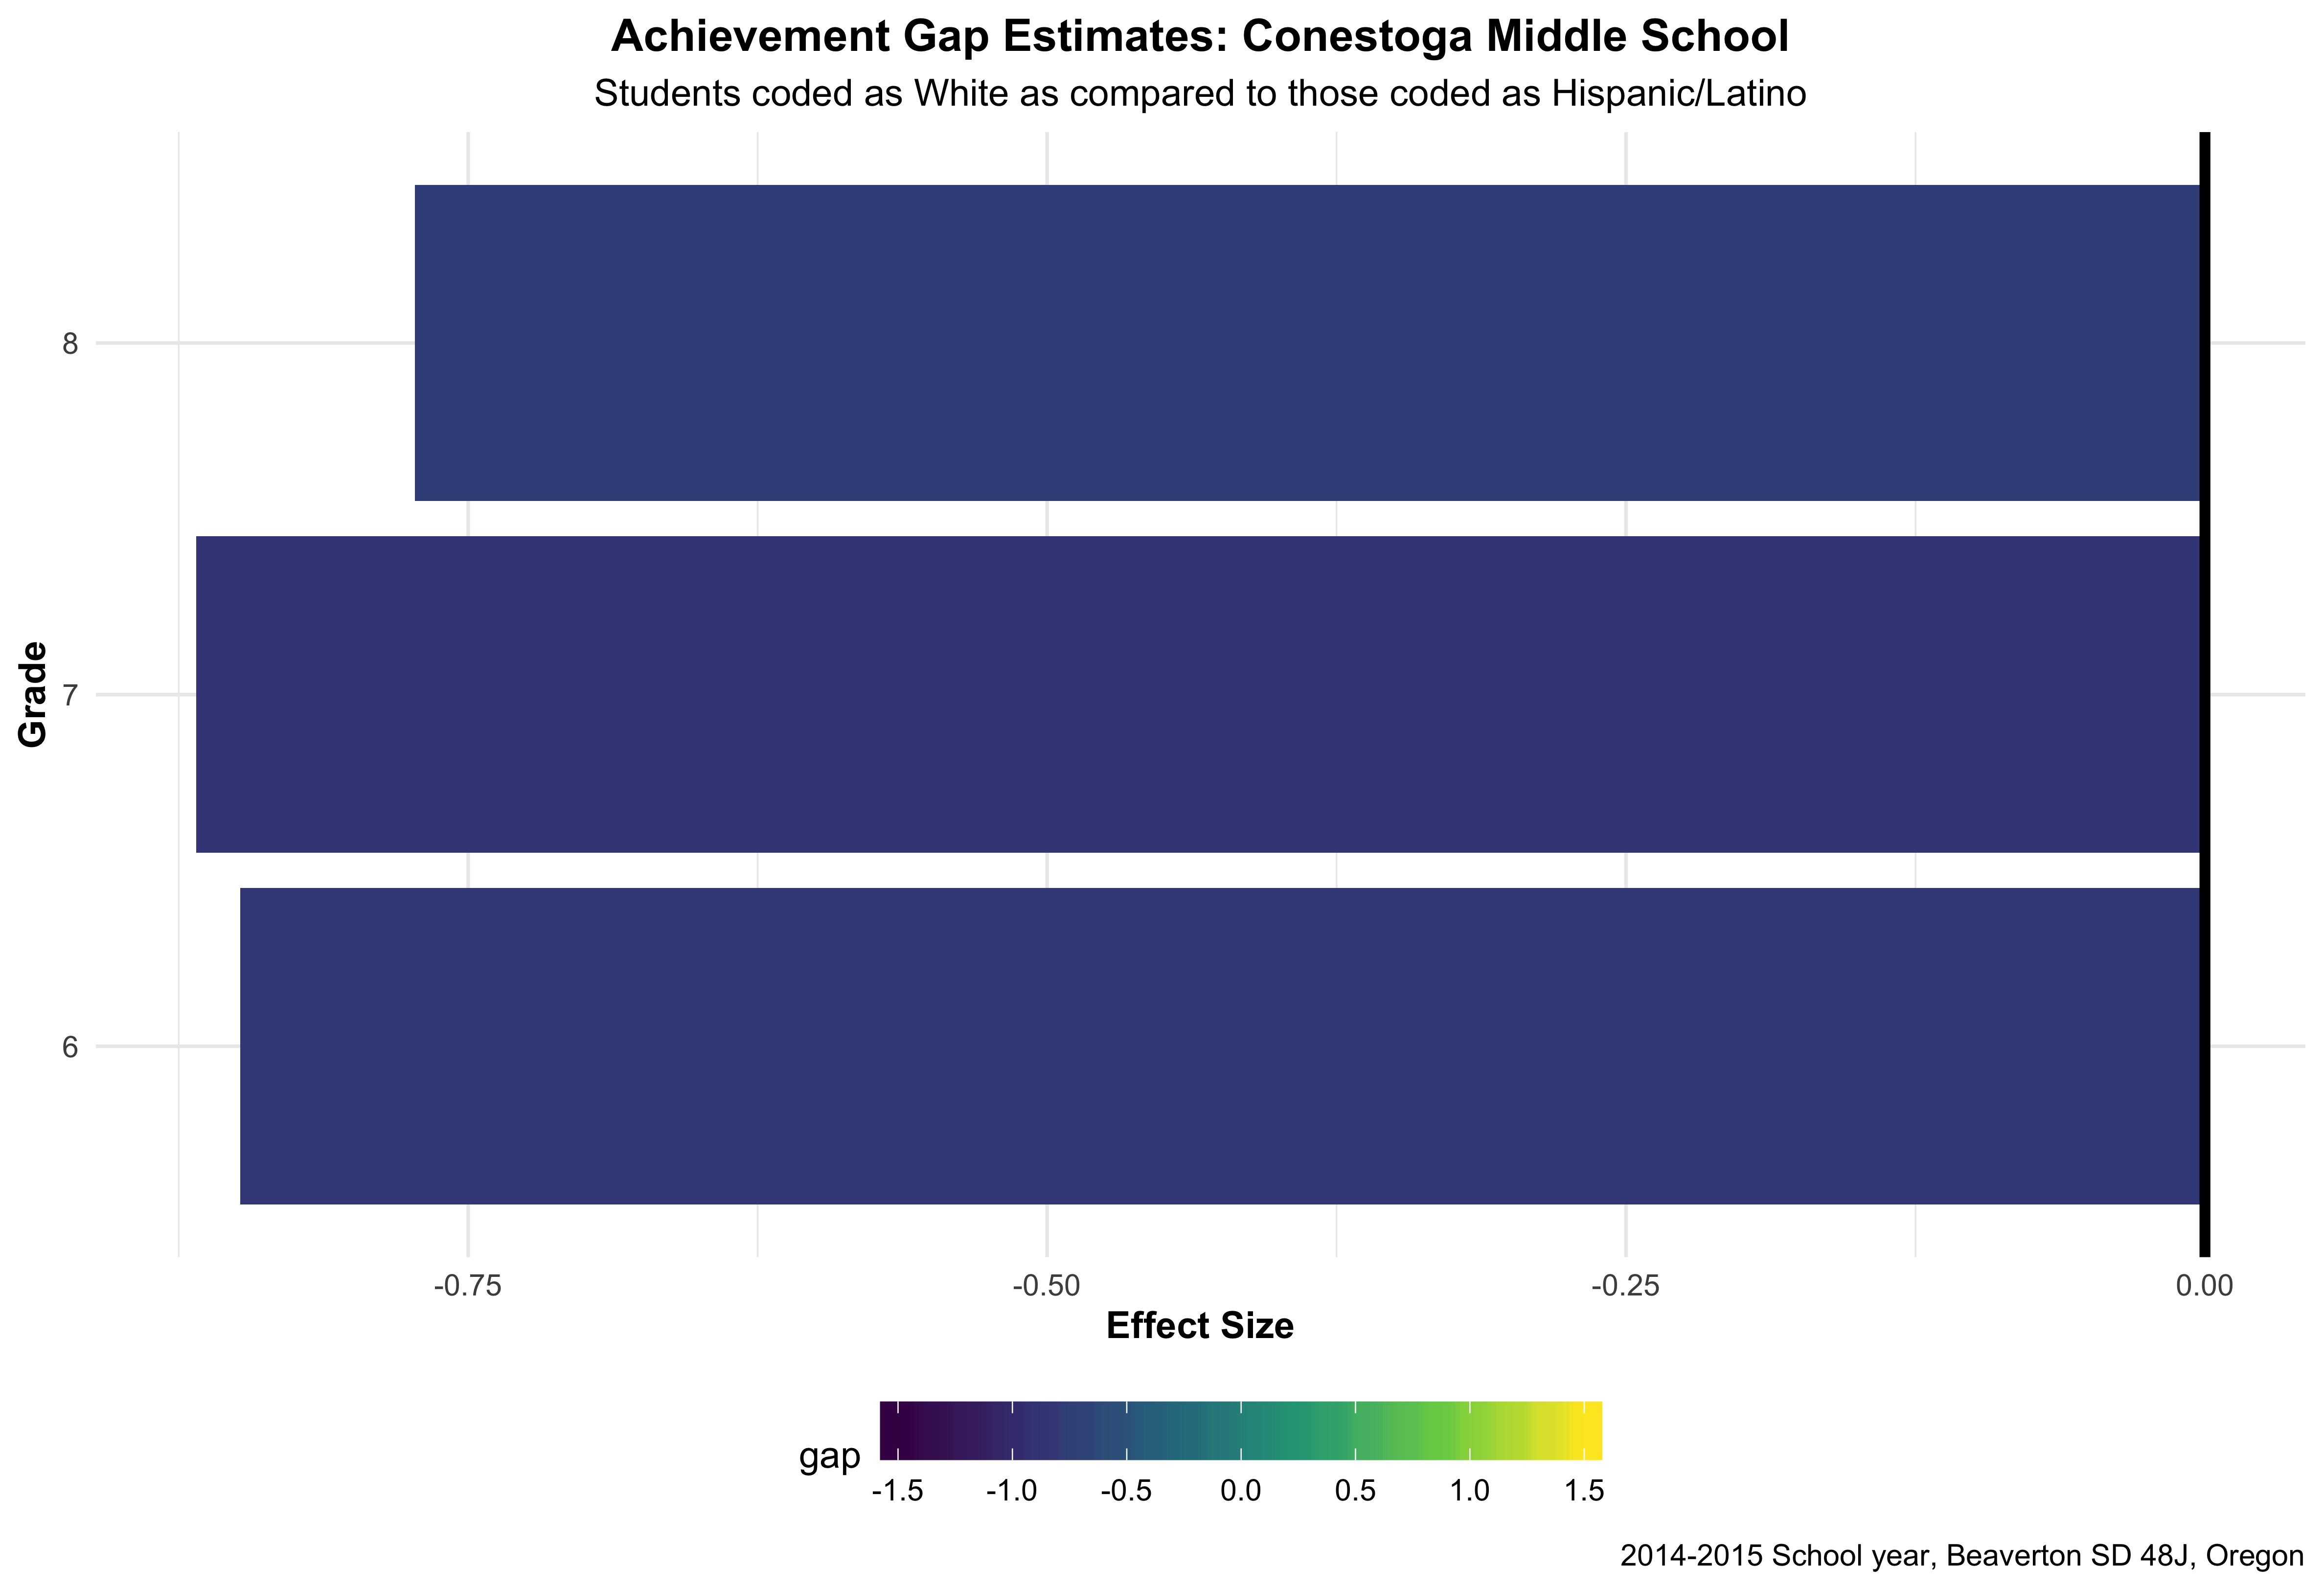 Achievement Gap Estimates: Conestoga Middle School
Students coded as White as compared to those coded as Hispanic/Latino
8
7
6
Grade
-0.75 -0.50 -0.25 0.00
Effect Size
gap
-1.5 -1.0 -0.5 0.0 0.5 1.0 1.5
2014-2015 School year, Beaverton SD 48J, Oregon